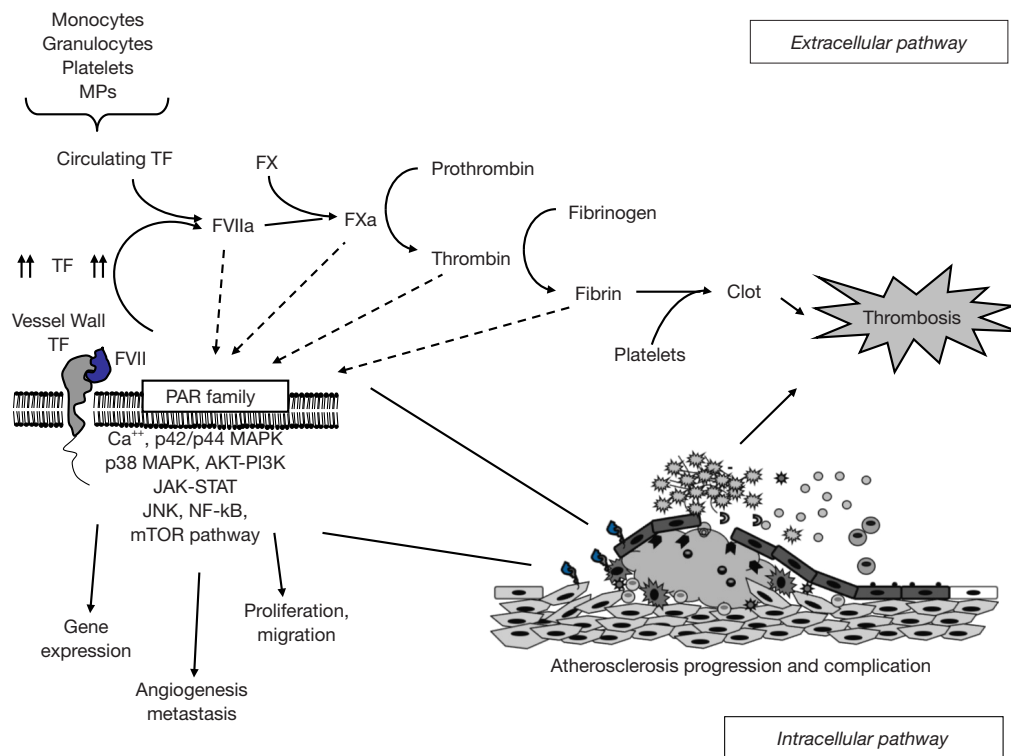 Monocytes
Granulocytes
Platelets
MPs
Extracellular pathway
Circulating TF
FX
Prothrombin
FVIIa
FXa
Fibrinogen
TF
Thrombin
Fibrin
Clot
Thrombosis
Vessel Wall
TF
FVII
Platelets
PAR family
Ca++, p42/p44 MAPK
p38 MAPK, AKT-PI3K
JAK-STAT
JNK, NF-kB,
mTOR pathway
Gene
expression
Proliferation,
migration
Angiogenesis
metastasis
Atherosclerosis progression and complication
Intracellular pathway